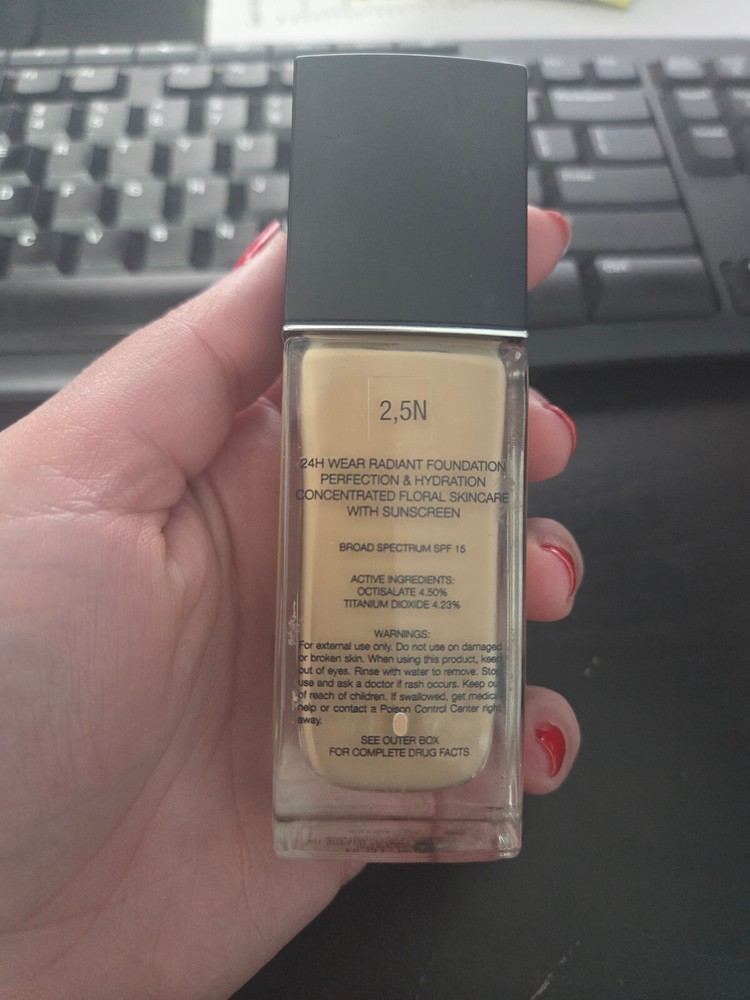 2,5N
24H WEAR RADIANT FOUNDATION
PERFECTION & HYDRATION
CONCENTRATED FLORAL SKINCARE
WITH SUNSCREEN
BROAD SPECTRUM SPF 15
ACTIVE INGREDIENTS:
OCTISALATE 4.50%
TITANIUM DIOXIDE 4.23%
WARNINGS:
For external use only. Do not use on damaged
or broken skin. When using this product, keep
out of eyes. Rinse with water to remove. Stop
use and ask a doctor if rash occurs. Keep out
of reach of children. If swallowed, get medical
help or contact a Poison Control Center right
away.
SEE OUTER BOX
FOR COMPLETE DRUG FACTS